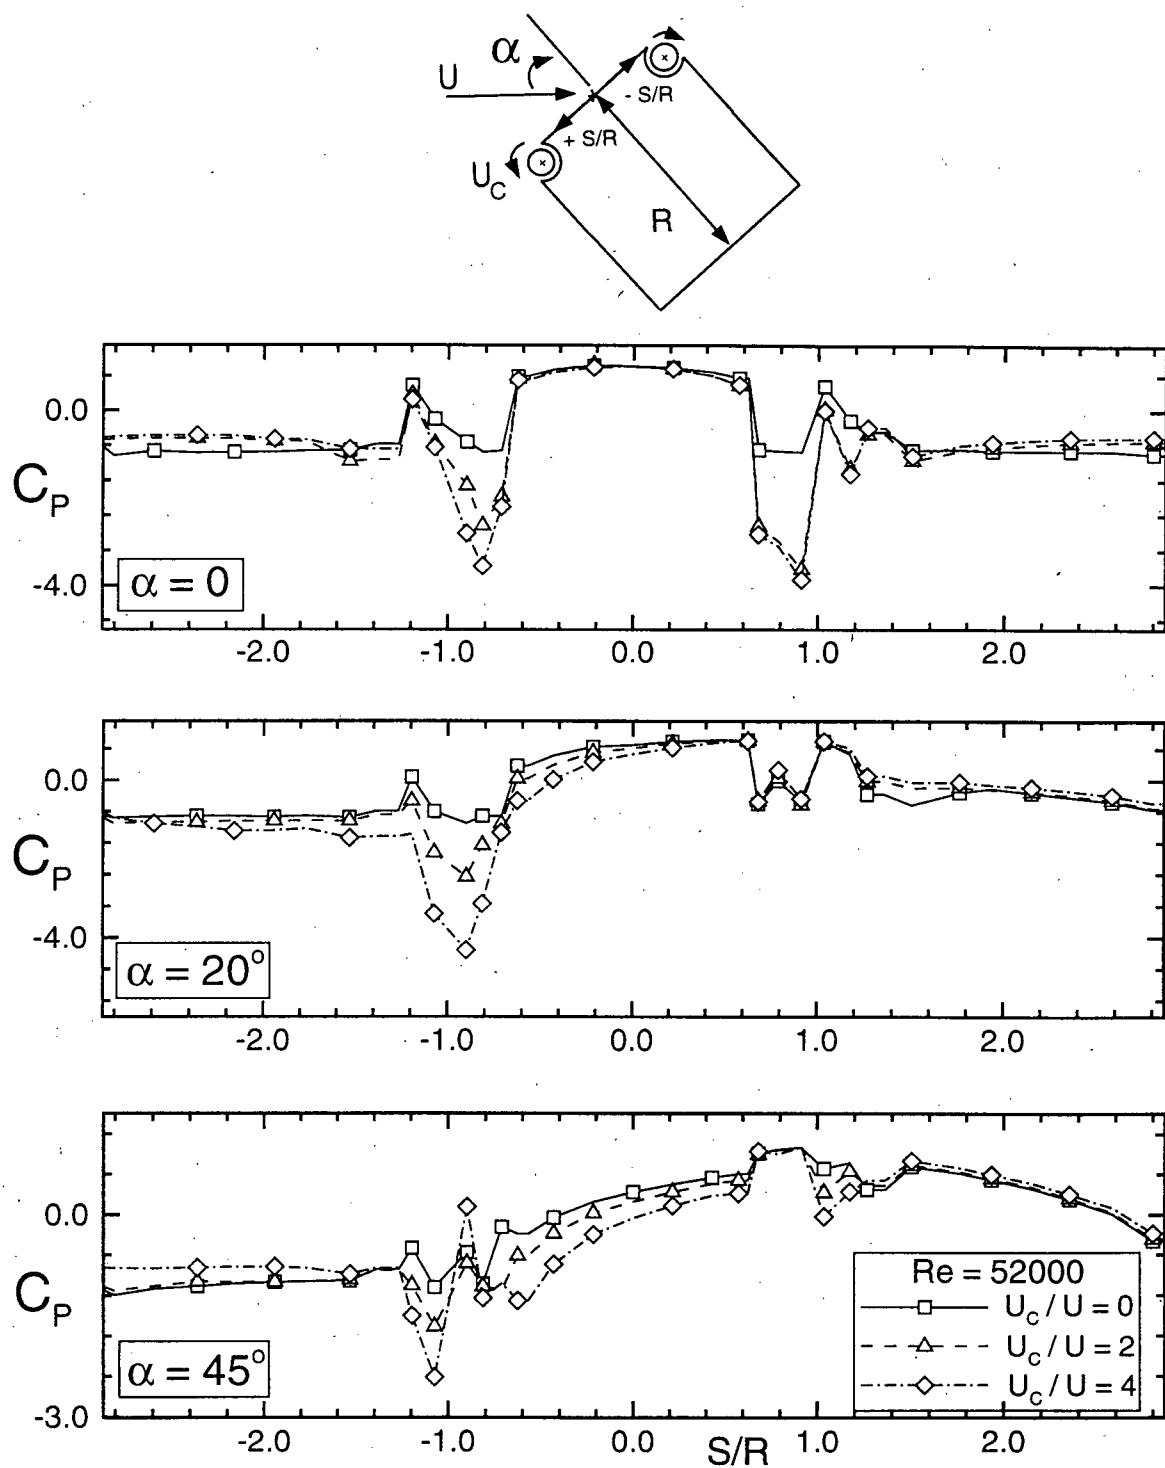 α
U
- S/R
+ S/R
U_C
R
0.0
C_P
-4.0
α = 0
-2.0 -1.0 0.0 1.0 2.0
0.0
C_P
-4.0
α = 20°
-2.0 -1.0 0.0 1.0 2.0
0.0
C_P
-3.0
α = 45°
Re = 52000
U_c / U = 0
U_c / U = 2
U_c / U = 4
-2.0 -1.0 0.0 S/R 1.0 2.0